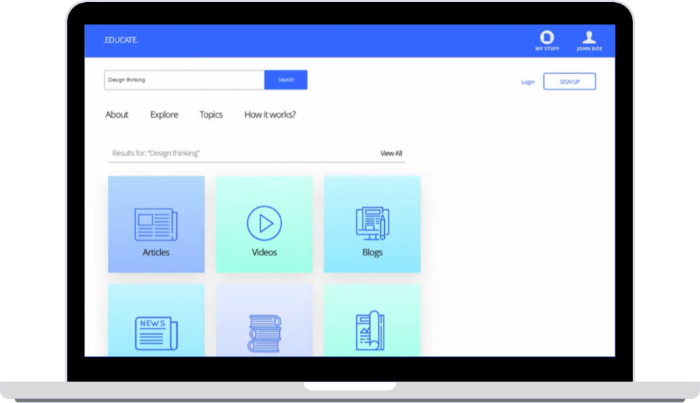 .EDUCATE.
MY STUFF
JOHN DOE
Design thinking
Search
Login
SIGN UP
About
Explore
Topics
How it works?
Results for: "Design thinking"
View All
Articles
Videos
Blogs
NEWS